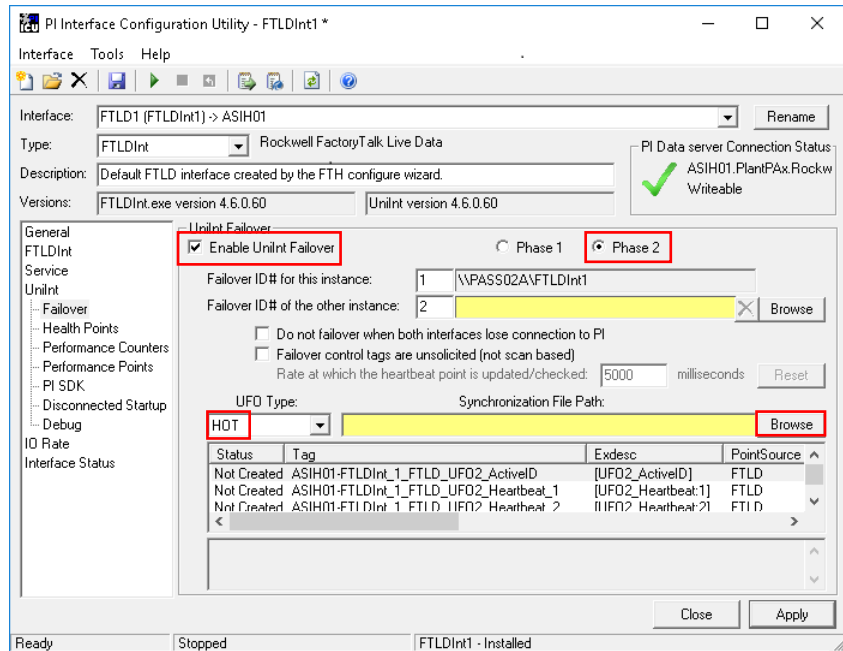 PI Interface Configuration Utility - FTLDInt1 *
Interface Tools Help
Interface: FTLD1 (FTLDInt1) -> ASIH01 Rename
Type: FTLDInt Rockwell FactoryTalk Live Data
PI Data server Connection Status
ASIH01.PlantPAx.Rockw
Writeable
Description: Default FTLD interface created by the FTH configure wizard.
Versions: FTLDInt.exe version 4.6.0.60 UniInt version 4.6.0.60
General
FTLDInt
Service
UniInt
Failover
Health Points
Performance Counters
Performance Points
PI SDK
Disconnected Startup
Debug
IO Rate
Interface Status
UniInt Failover
Enable UniInt Failover Phase 1 Phase 2
Failover ID# for this instance: 1 \\PASS02A\FTLDInt1
Failover ID# of the other instance: 2 Browse
Do not failover when both interfaces lose connection to PI
Failover control tags are unsolicited (not scan based)
Rate at which the heartbeat point is updated/checked: 5000 milliseconds Reset
UFO Type: Synchronization File Path:
HOT Browse
Status Tag Exdesc PointSource
Not Created ASIH01-FTLDInt_1_FTLD_UFO2_ActiveID [UFO2_ActiveID] FTLD
Not Created ASIH01-FTLDInt_1_FTLD_UFO2_Heartbeat_1 [UFO2_Heartbeat:1] FTLD
Not Created ASIH01-FTLDInt_1_FTLD_UFO2_Heartbeat_2 [UFO2_Heartbeat:2] FTLD
Close Apply
Ready Stopped FTLDInt1 - Installed